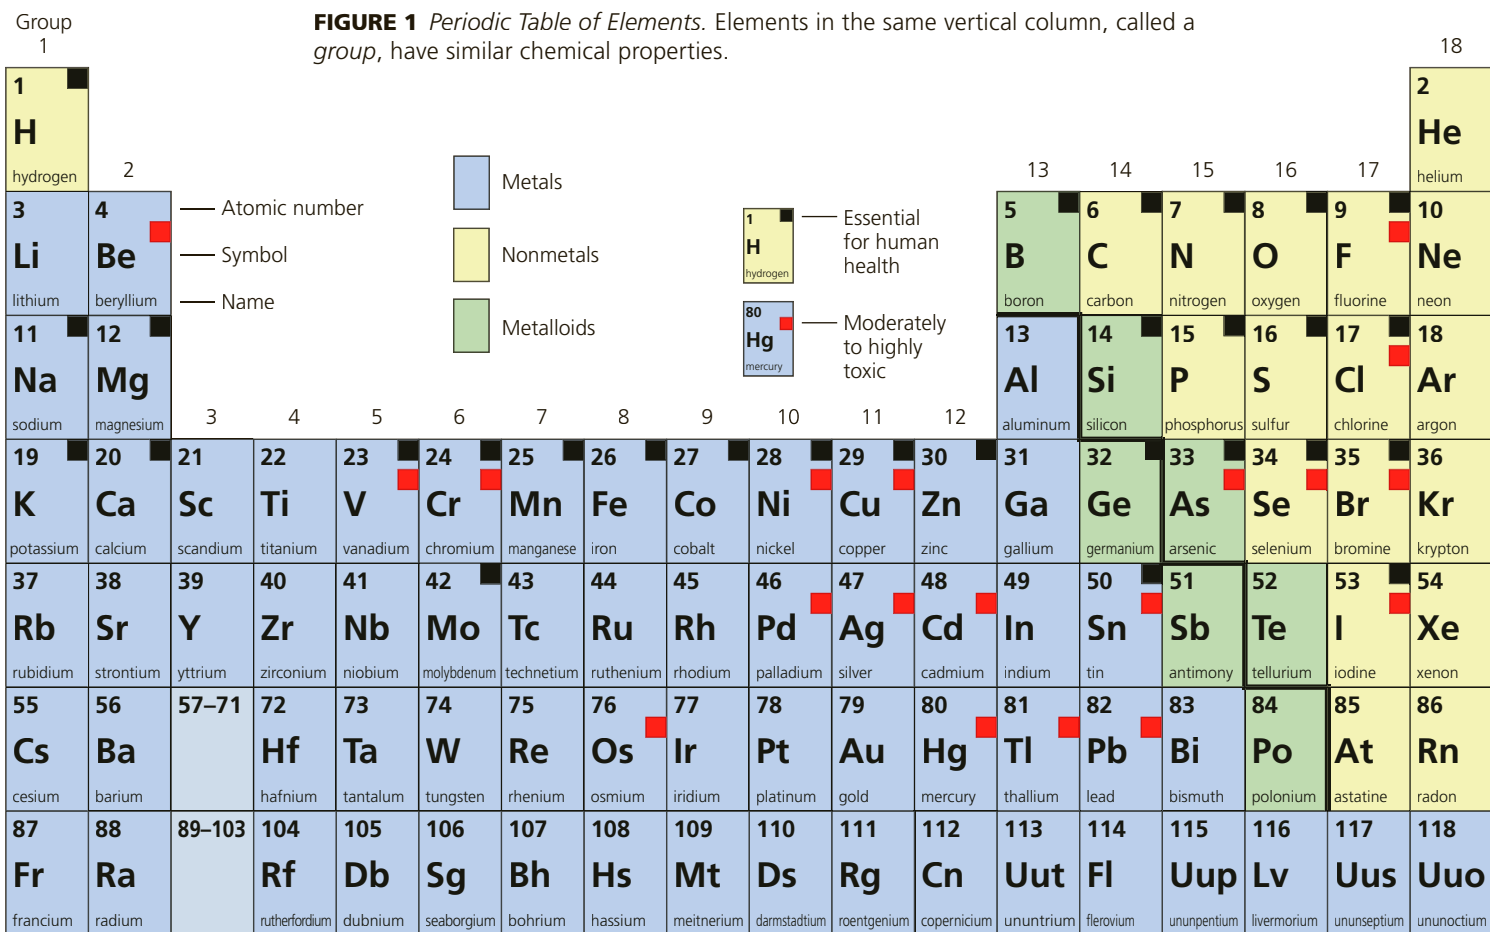 Group
1
FIGURE 1 Periodic Table of Elements. Elements in the same vertical column, called a
group, have similar chemical properties.
18
1
H
hydrogen
2
He
helium
2
Metals
Nonmetals
Metalloids
1
H
hydrogen
Essential
for human
health
80
Hg
mercury
Moderately
to highly
toxic
13 14 15 16 17
3
Li
lithium
4
Be
beryllium
Atomic number
Symbol
Name
5
B
boron
6
C
carbon
7
N
nitrogen
8
O
oxygen
9
F
fluorine
10
Ne
neon
11
Na
sodium
12
Mg
magnesium
3 4 5 6 7 8 9 10 11 12
13
Al
aluminum
14
Si
silicon
15
P
phosphorus
16
S
sulfur
17
Cl
chlorine
18
Ar
argon
19
K
potassium
20
Ca
calcium
21
Sc
scandium
22
Ti
titanium
23
V
vanadium
24
Cr
chromium
25
Mn
manganese
26
Fe
iron
27
Co
cobalt
28
Ni
nickel
29
Cu
copper
30
Zn
zinc
31
Ga
gallium
32
Ge
germanium
33
As
arsenic
34
Se
selenium
35
Br
bromine
36
Kr
krypton
37
Rb
rubidium
38
Sr
strontium
39
Y
yttrium
40
Zr
zirconium
41
Nb
niobium
42
Mo
molybdenum
43
Tc
technetium
44
Ru
ruthenium
45
Rh
rhodium
46
Pd
palladium
47
Ag
silver
48
Cd
cadmium
49
In
indium
50
Sn
tin
51
Sb
antimony
52
Te
tellurium
53
I
iodine
54
Xe
xenon
55
Cs
cesium
56
Ba
barium
57–71
72
Hf
hafnium
73
Ta
tantalum
74
W
tungsten
75
Re
rhenium
76
Os
osmium
77
Ir
iridium
78
Pt
platinum
79
Au
gold
80
Hg
mercury
81
Tl
thallium
82
Pb
lead
83
Bi
bismuth
84
Po
polonium
85
At
astatine
86
Rn
radon
87
Fr
francium
88
Ra
radium
89–103
104
Rf
rutherfordium
105
Db
dubnium
106
Sg
seaborgium
107
Bh
bohrium
108
Hs
hassium
109
Mt
meitnerium
110
Ds
darmstadtium
111
Rg
roentgenium
112
Cn
copernicium
113
Uut
ununtrium
114
Fl
flerovium
115
Uup
ununpentium
116
Lv
livermorium
117
Uus
ununseptium
118
Uuo
ununoctium